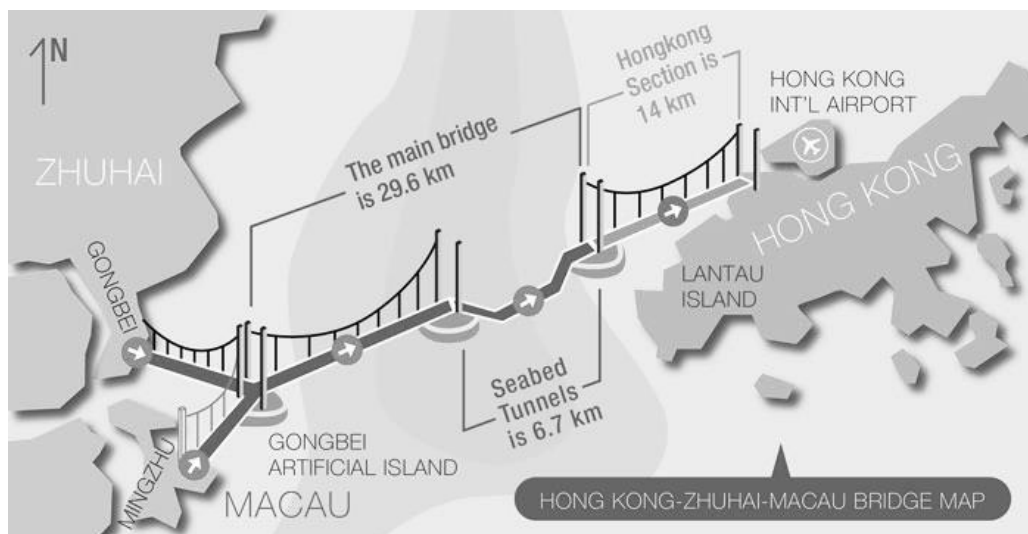 N
ZHUHAI
GONGBEI
The main bridge
is 29.6 km
Hongkong
Section is
14 km
HONG KONG
INT'L AIRPORT
HONG KONG
LANTAU
ISLAND
Seabed
Tunnels
is 6.7 km
GONGBEI
ARTIFICIAL ISLAND
MINGZHU
MACAU
HONG KONG-ZHUHAI-MACAU BRIDGE MAP